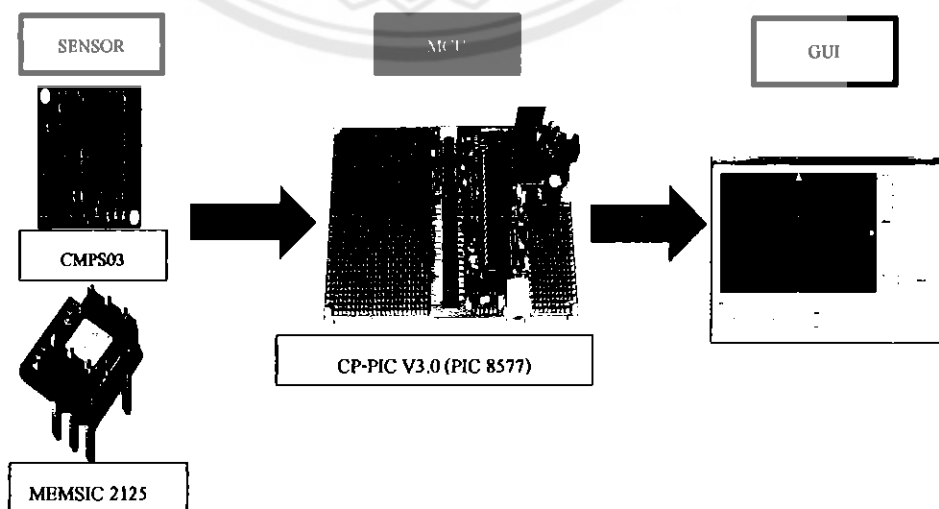 SENSOR
MCU
GUI
CMPS03
CP-PIC V3.0 (PIC 8577)
MEMSIC 2125